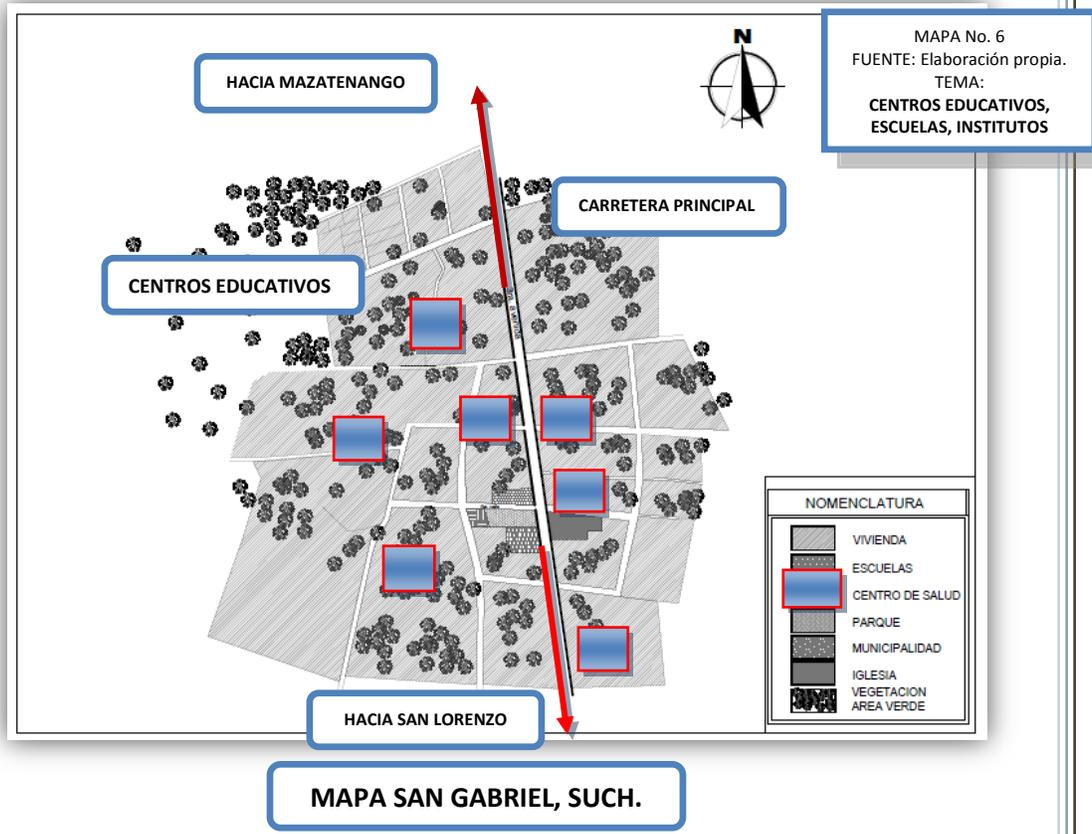 MAPA No. 6
FUENTE: Elaboración propia.
TEMA:
CENTROS EDUCATIVOS,
ESCUELAS, INSTITUTOS
N
HACIA MAZATENANGO
CARRETERA PRINCIPAL
CENTROS EDUCATIVOS
NOMENCLATURA
VIVIENDA
ESCUELAS
CENTRO DE SALUD
PARQUE
MUNICIPALIDAD
IGLESIA
VEGETACION
AREA VERDE
HACIA SAN LORENZO
MAPA SAN GABRIEL, SUCH.